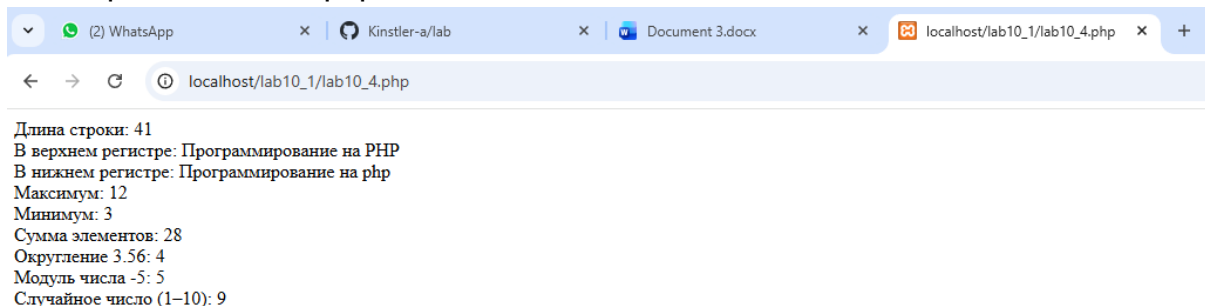 (2) WhatsApp
Kinstler-a/lab
Document 3.docx
localhost/lab10_1/lab10_4.php
localhost/lab10_1/lab10_4.php
Длина строки: 41
В верхнем регистре: Программирование на PHP
В нижнем регистре: Программирование на php
Максимум: 12
Минимум: 3
Сумма элементов: 28
Округление 3.56: 4
Модуль числа -5: 5
Случайное число (1–10): 9